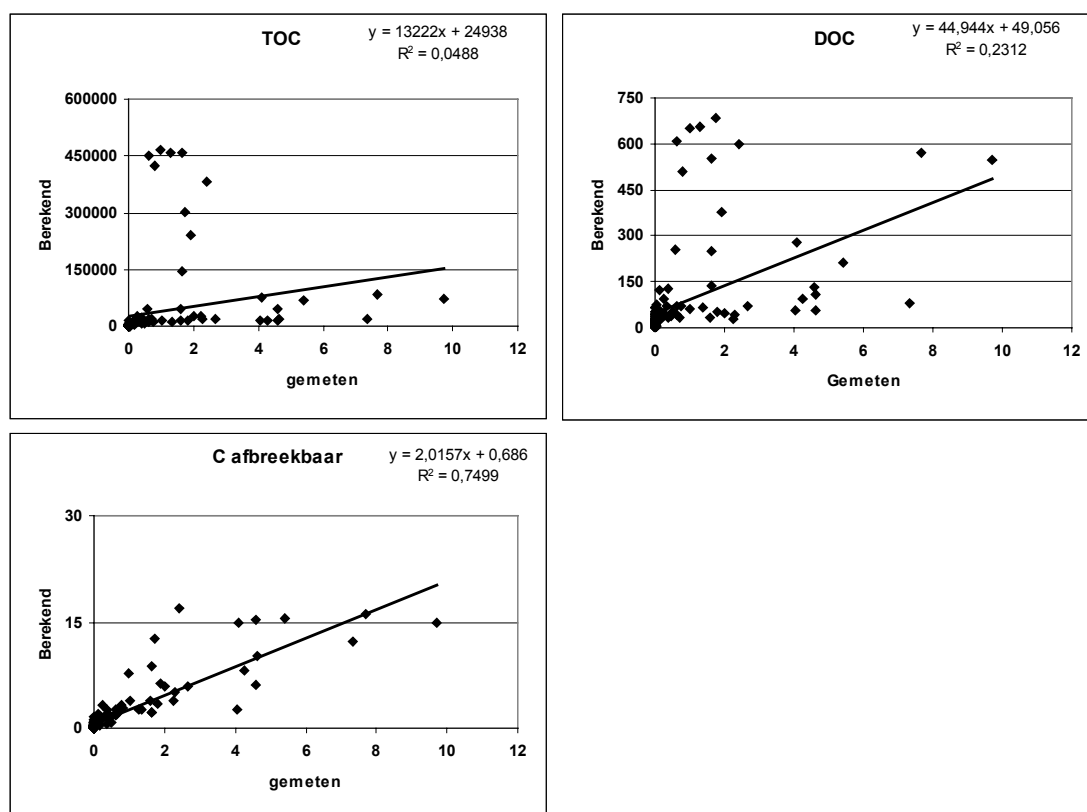 TOC
y = 13222x + 24938
R² = 0,0488
600000
450000
300000
150000
0
Berekend
0 2 4 6 8 10 12
gemeten
DOC
y = 44,944x + 49,056
R² = 0,2312
750
600
450
300
150
0
Berekend
0 2 4 6 8 10 12
Gemeten
C afbreekbaar
y = 2,0157x + 0,686
R² = 0,7499
30
15
0
Berekend
0 2 4 6 8 10 12
gemeten